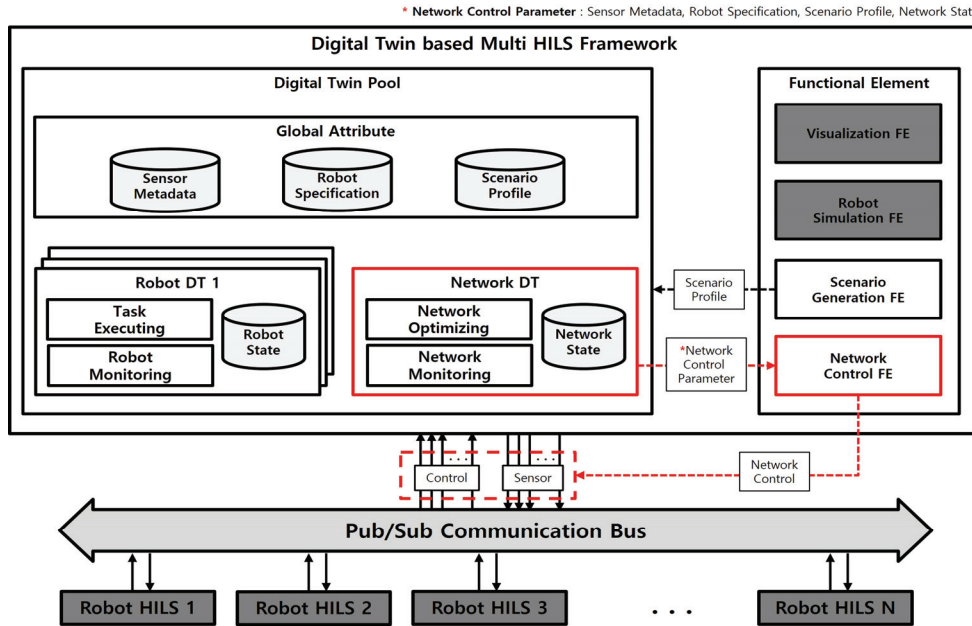 * Network Control Parameter : Sensor Metadata, Robot Specification, Scenario Profile, Network Stat
Digital Twin based Multi HILS Framework
Digital Twin Pool
Global Attribute
Sensor
Metadata
Robot
Specification
Scenario
Profile
Robot DT 1
Task
Executing
Robot
Monitoring
Robot
State
Network DT
Network
Optimizing
Network
Monitoring
Network
State
Functional Element
Visualization FE
Robot
Simulation FE
Scenario
Generation FE
Network
Control FE
Scenario
Profile
*Network
Control
Parameter
Network
Control
. . .
Control
. . .
Sensor
Pub/Sub Communication Bus
Robot HILS 1
Robot HILS 2
Robot HILS 3
. . .
Robot HILS N